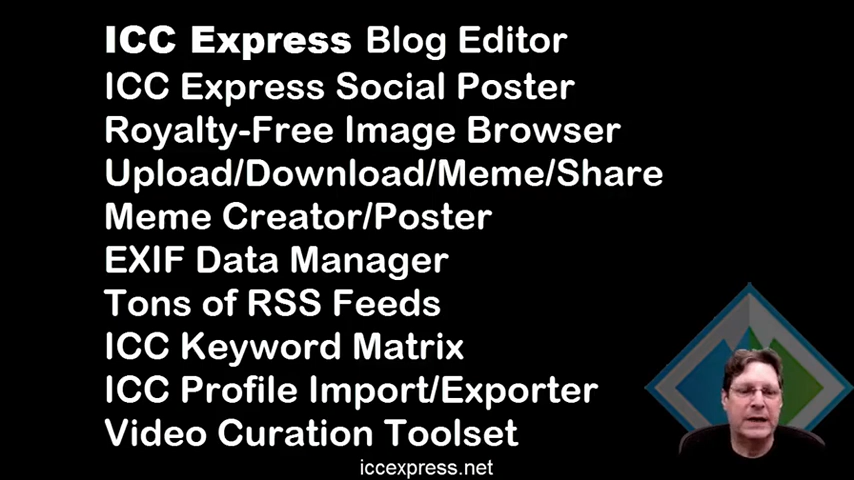 ICC Express Blog Editor
ICC Express Social Poster
Royalty-Free Image Browser
Upload/Download/Meme/Share
Meme Creator/Poster
EXIF Data Manager
Tons of RSS Feeds
ICC Keyword Matrix
ICC Profile Import/Exporter
Video Curation Toolset
iccexpress.net